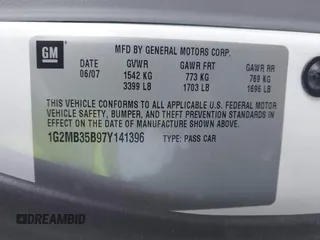 GM
MFD BY GENERAL MOTORS CORP.
DATE GVWR GAWR FRT GAWR RR
06/07 1542 KG 773 KG 769 KG
3399 LB 1703 LB 1696 LB
THIS VEHICLE CONFORMS TO ALL APPLICABLE U.S. FEDERAL MOTOR
VEHICLE SAFETY, BUMPER, AND THEFT PREVENTION STANDARDS
IN EFFECT ON THE DATE OF MANUFACTURE SHOWN ABOVE.
1G2MB35B97Y141396 TYPE: PASS CAR
DREAMBID